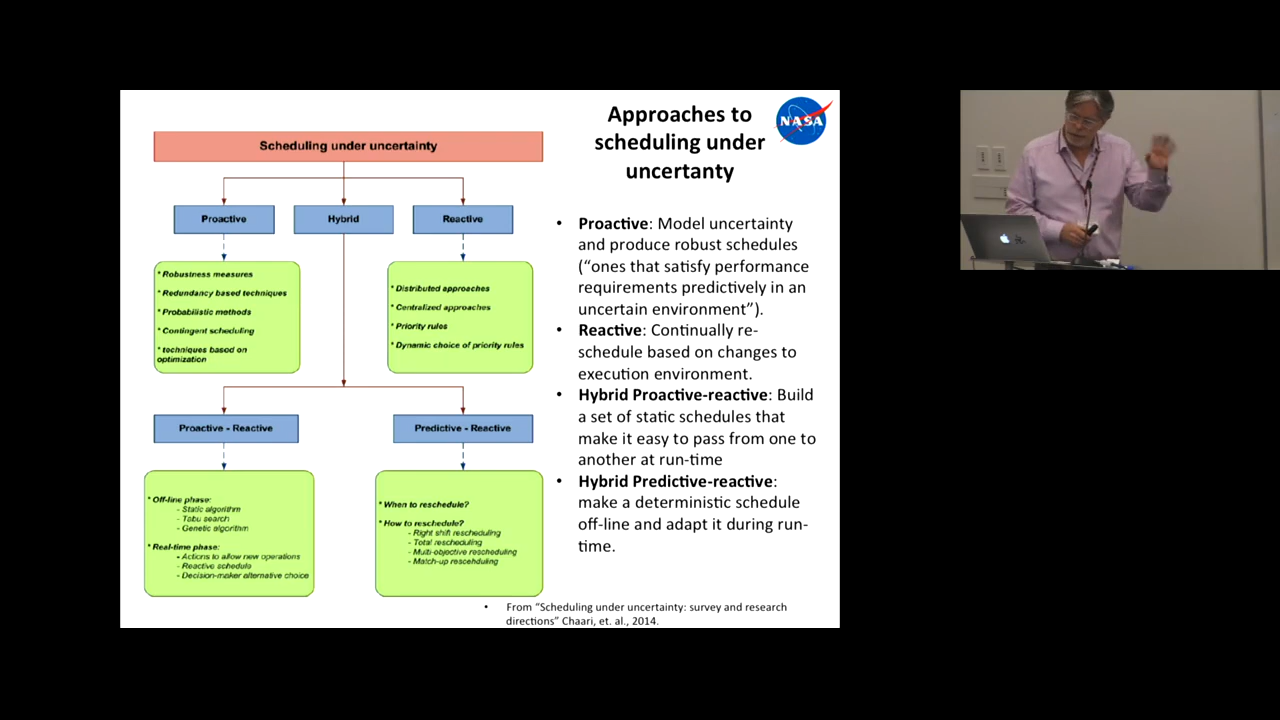 Approaches to
scheduling under
uncertanty
NASA
Scheduling under uncertainty
Proactive
Hybrid
Reactive
* Robustness measures
* Redundancy based techniques
* Probabilistic methods
* Contingent scheduling
* techniques based on
optimization
* Distributed approaches
* Centralized approaches
* Priority rules
* Dynamic choice of priority rules
Proactive - Reactive
Predictive - Reactive
* Off-line phase:
- Static algorithm
- Tabu search
- Genetic algorithm
* Real-time phase:
- Actions to allow new operations
- Reactive schedule
- Decision-maker alternative choice
* When to reschedule?
* How to reschedule?
- Right shift rescheduling
- Total rescheduling
- Multi-objective rescheduling
- Match-up rescehduling
• Proactive: Model uncertainty
and produce robust schedules
(“ones that satisfy performance
requirements predictively in an
uncertain environment”).
• Reactive: Continually re-
schedule based on changes to
execution environment.
• Hybrid Proactive-reactive: Build
a set of static schedules that
make it easy to pass from one to
another at run-time
• Hybrid Predictive-reactive:
make a deterministic schedule
off-line and adapt it during run-
time.
• From “Scheduling under uncertainty: survey and research
directions” Chaari, et. al., 2014.